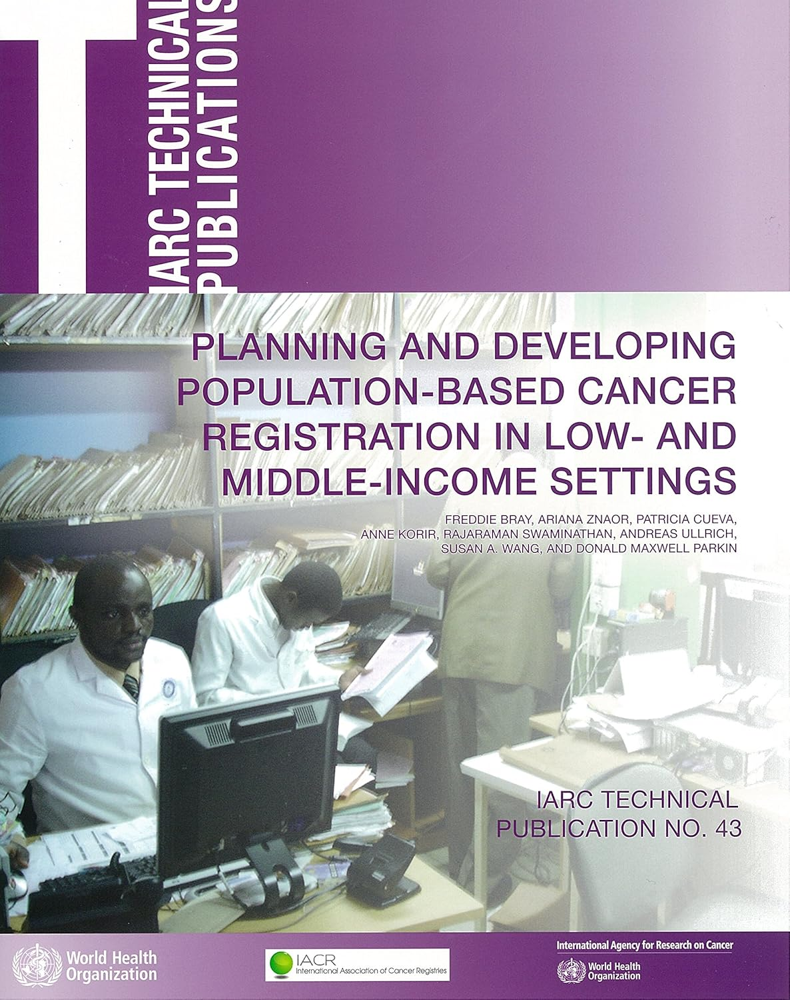 IARC TECHNICAL
PUBLICATIONS
PLANNING AND DEVELOPING
POPULATION-BASED CANCER
REGISTRATION IN LOW- AND
MIDDLE-INCOME SETTINGS
FREDDIE BRAY, ARIANA ZNAOR, PATRICIA CUEVA,
ANNE KORIR, RAJARAMAN SWAMINATHAN, ANDREAS ULLRICH,
SUSAN A. WANG, AND DONALD MAXWELL PARKIN
IARC TECHNICAL
PUBLICATION NO. 43
World Health
Organization
IACR
International Association of Cancer Registries
International Agency for Research on Cancer
World Health
Organization